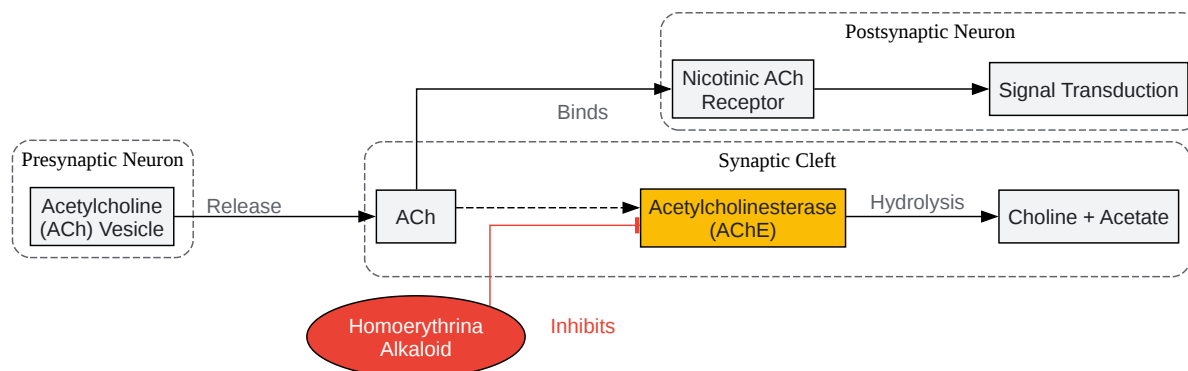 Postsynaptic Neuron
Nicotinic ACh
Receptor
Signal Transduction
Binds
Presynaptic Neuron
Synaptic Cleft
Acetylcholine
(ACh) Vesicle
Release
ACh
Acetylcholinesterase
(AChE)
Hydrolysis
Choline + Acetate
Homoerythrina
Alkaloid
Inhibits